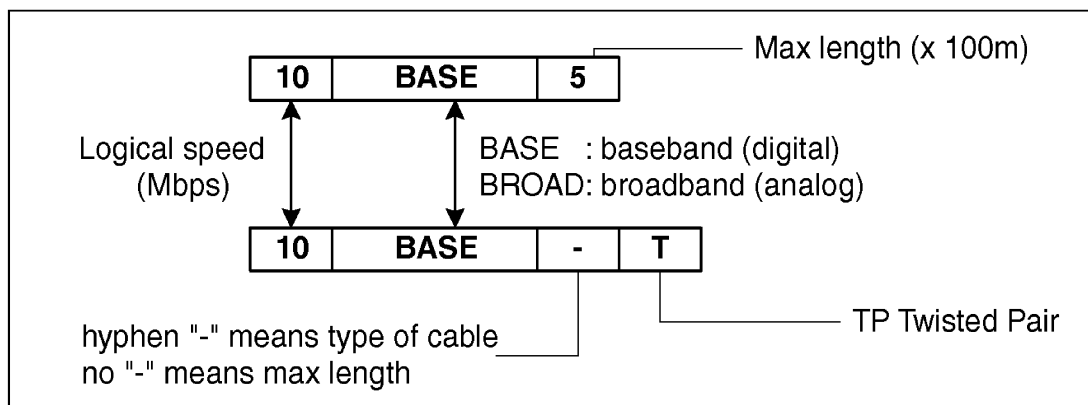 Max length (x 100m)
10 BASE 5
Logical speed
(Mbps)
BASE : baseband (digital)
BROAD: broadband (analog)
10 BASE - T
hyphen "-" means type of cable
no "-" means max length
TP Twisted Pair